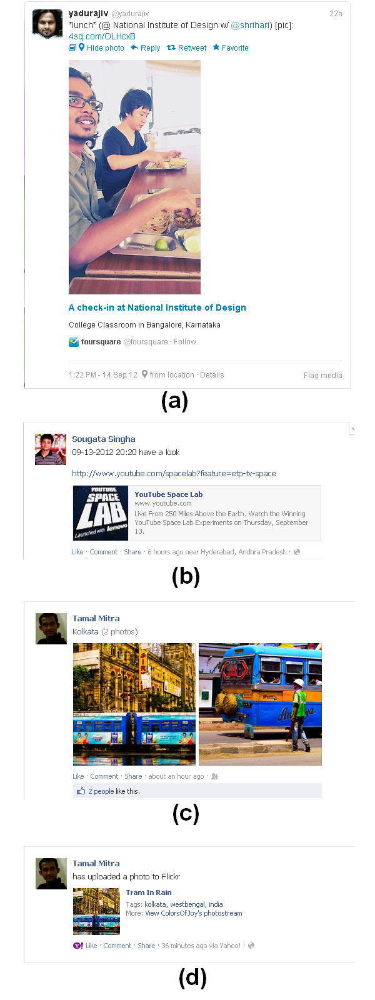 yadurajiv @yadurajiv 22h
*lunch* (@ National Institute of Design w/ @shrihari) [pic]:
4sq.com/OLHcxB
Hide photo Reply Retweet Favorite
A check-in at National Institute of Design
College Classroom in Bangalore, Karnataka
foursquare @foursquare · Follow
1:22 PM - 14 Sep 12 from location · Details Flag media
(a)
Sougata Singha
09-13-2012 20:20 have a look
http://www.youtube.com/spacelab?feature=etp-tv-space
YOUTUBE
SPACE
LAB
Launched with lenovo
YouTube Space Lab
www.youtube.com
Live From 250 Miles Above the Earth. Watch the Winning
YouTube Space Lab Experiments on Thursday, September
13.
Like · Comment · Share · 6 hours ago near Hyderabad, Andhra Pradesh ·
(b)
Tamal Mitra
Kolkata (2 photos)
Like · Comment · Share · about an hour ago ·
2 people like this.
(c)
Tamal Mitra
has uploaded a photo to Flickr
Tram In Rain
Tags: kolkata, westbengal, india
More: View ColorsOfJoy's photostream
Y! Like · Comment · Share · 36 minutes ago via Yahoo! ·
(d)